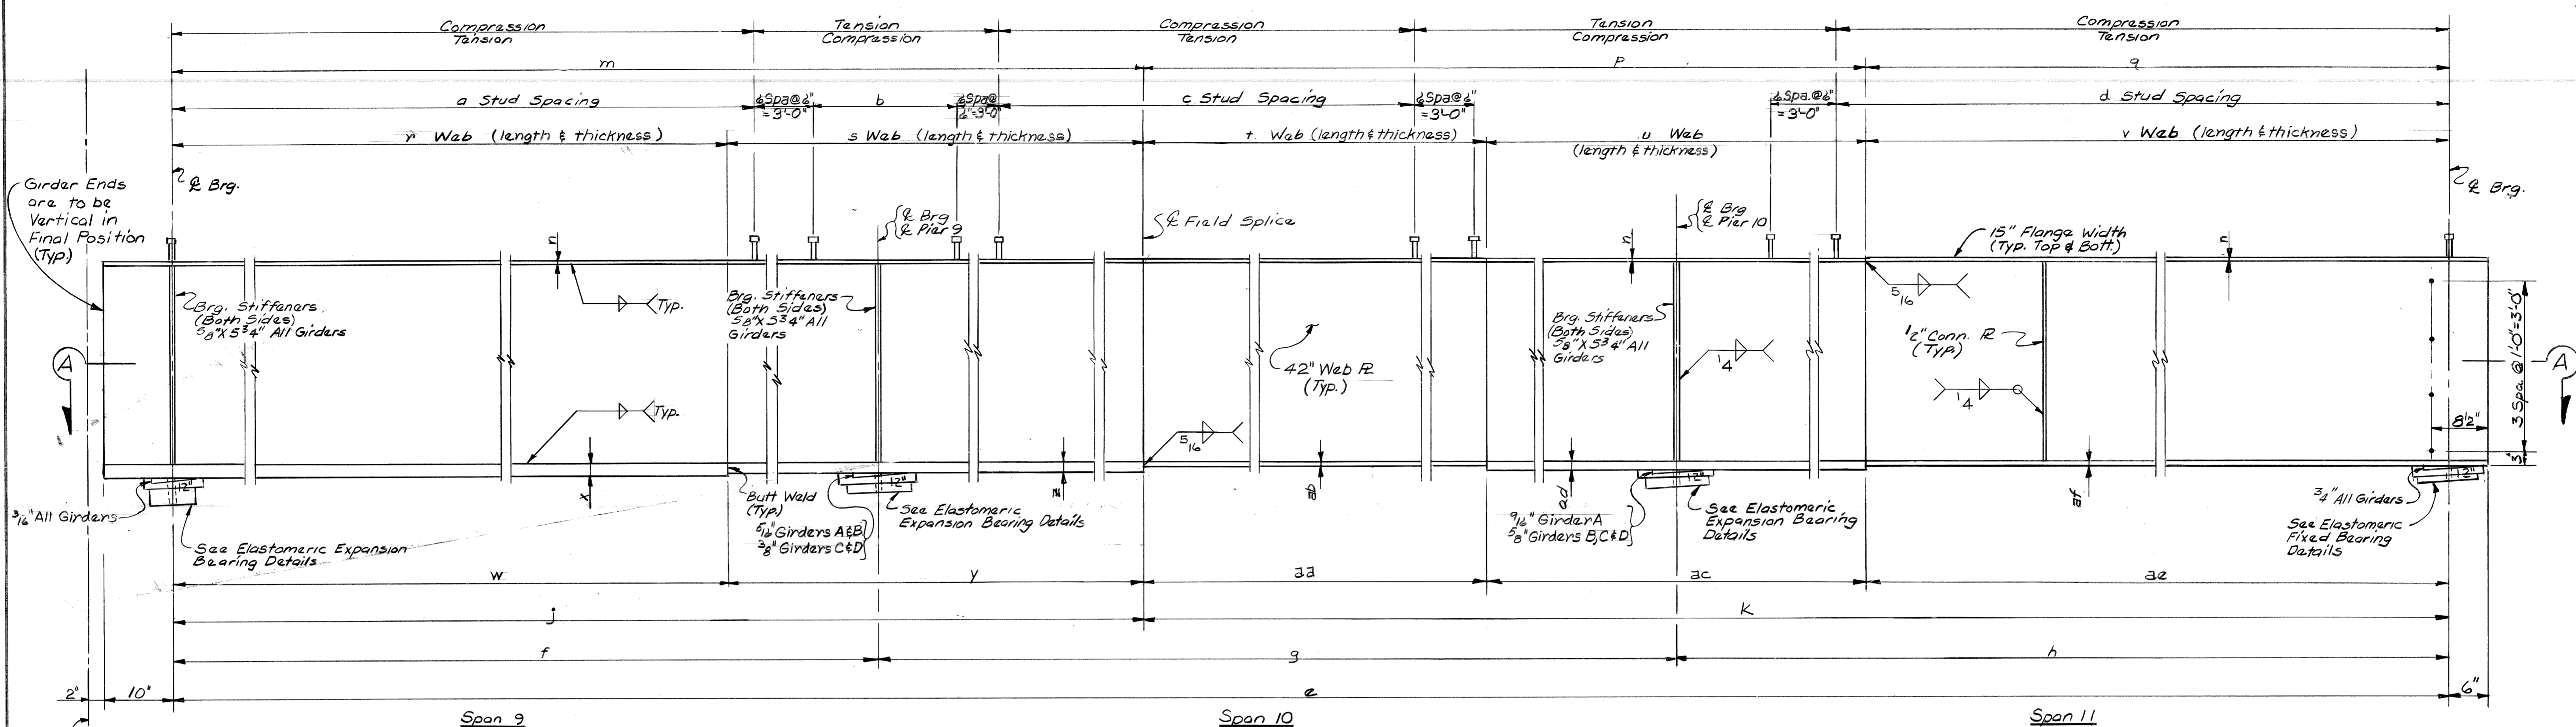 Compression
Tension
Tension
Compression
Compression
Tension
Tension
Compression
Compression
Tension
m
p
q
a Stud Spacing
6 Spa @ 6"
= 3'-0"
b
6 Spa @
6"=3'-0"
c Stud Spacing
6 Spa @ 6"
= 3'-0"
6 Spa. @ 6"
= 3'-0"
d Stud Spacing
r Web (length & thickness)
s Web (length & thickness)
t Web (length & thickness)
u Web
(length & thickness)
v Web (length & thickness)
Girder Ends
are to be
Vertical in
Final Position
(Typ.)
℄ Brg.
℄ Brg
℄ Pier 9
℄ Field Splice
℄ Brg
℄ Pier 10
15" Flange Width
(Typ. Top & Bott.)
℄ Brg.
n
n
n
Brg. Stiffeners
(Both Sides)
5/8" X 5 3/4" All Girders
Typ.
Brg. Stiffeners
(Both Sides)
5/8" X 5 3/4" All
Girders
42" Web ℞
(Typ.)
Brg. Stiffeners
(Both Sides)
5/8" X 5 3/4" All
Girders
1/4
5/16
1/2" Conn. ℞
(Typ.)
1/4
3 Spa @ 1'-0"=3'-0"
8 1/2"
3"
A
A
Typ.
5/16
12"
12"
12"
12"
3/16" All Girders
See Elastomeric Expansion
Bearing Details
x
Butt Weld
(Typ.)
5/16" Girders A&B
3/8" Girders C&D
See Elastomeric
Expansion Bearing Details
z
ab
ad
9/16" Girder A
5/8" Girders B,C&D
See Elastomeric
Expansion Bearing
Details
af
3/4" All Girders
See Elastomeric
Fixed Bearing
Details
w
y
aa
ac
ae
j
k
f
g
h
2"
10"
e
6"
Span 9
Span 10
Span 11